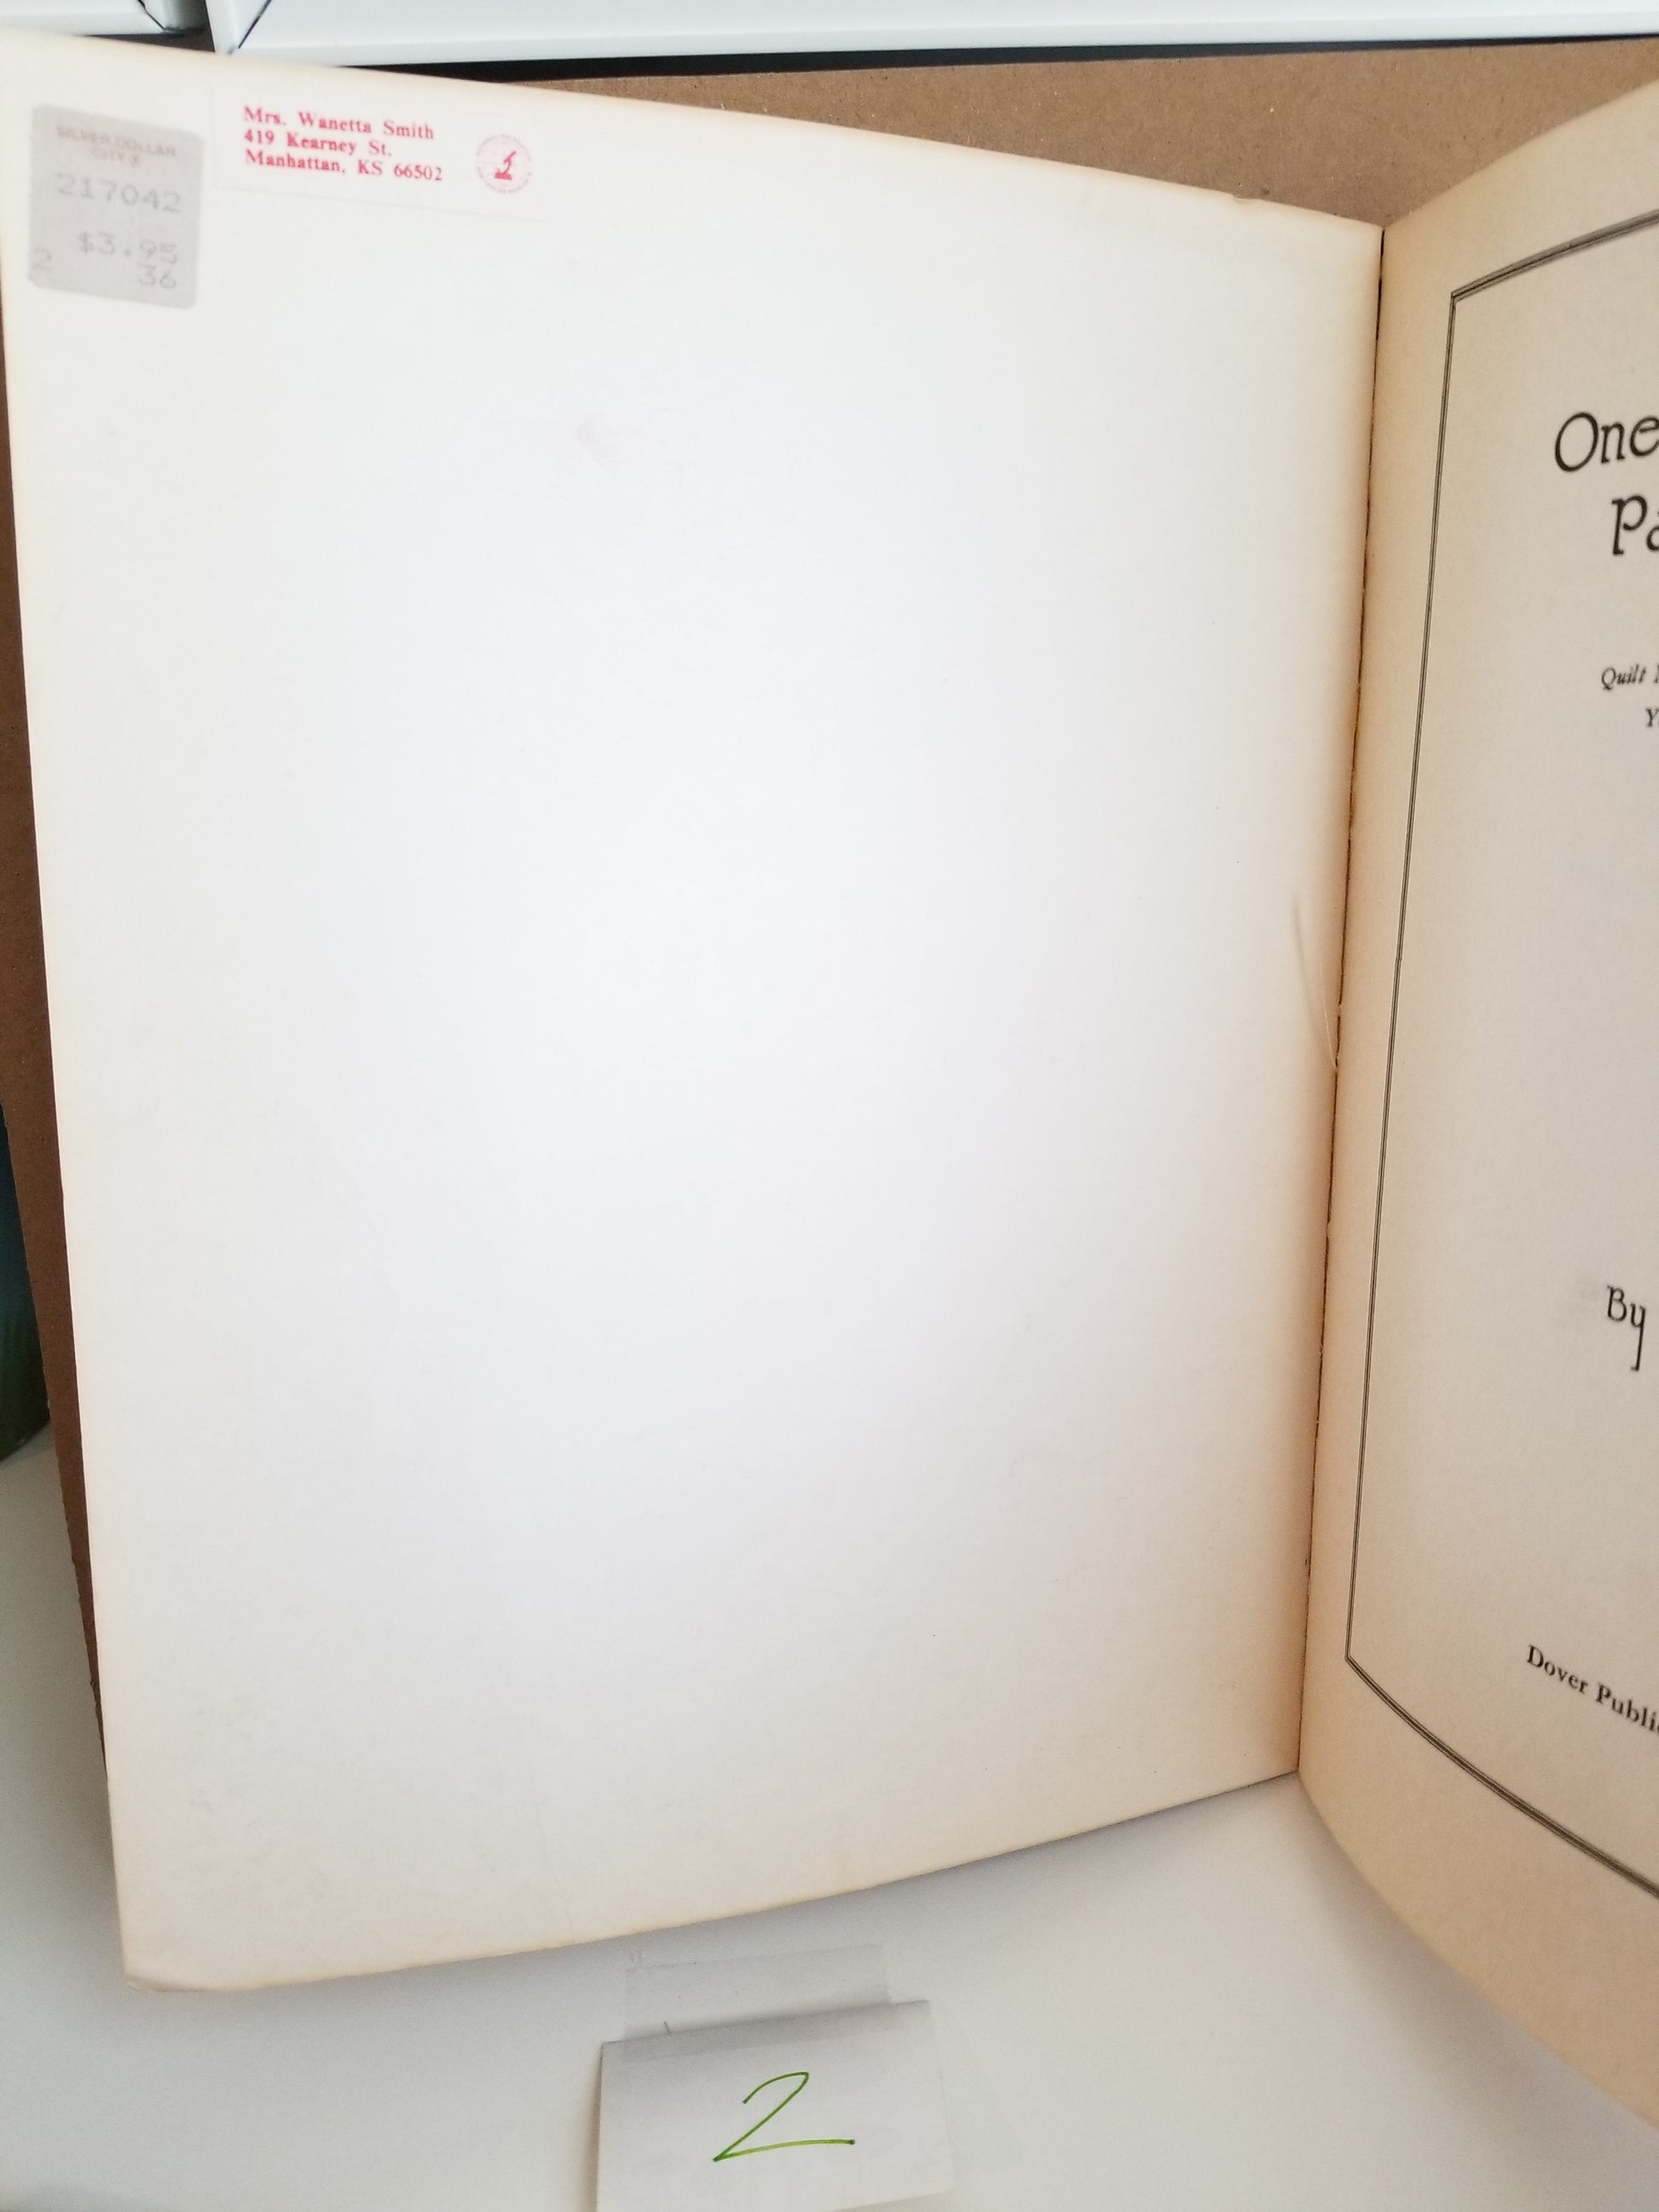 SILVER DOLLAR
CITY
217042
$3.95
2 36
Mrs. Wanetta Smith
419 Kearney St.
Manhattan, KS 66502
One
Pa
Quilt
Y
By
Dover Public
2